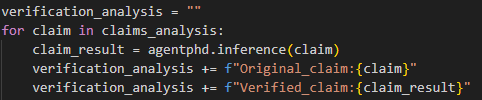 verification_analysis = ""
for claim in claims_analysis:
    claim_result = agentphd.inference(claim)
    verification_analysis += f"Original_claim:{claim}"
    verification_analysis += f"Verified_claim:{claim_result}"